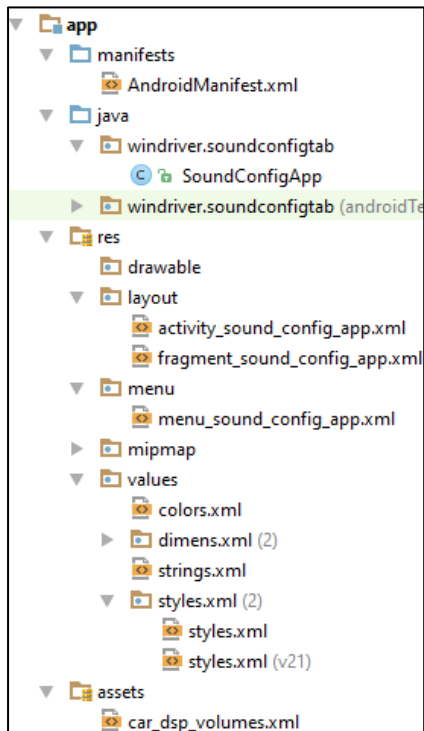 app
manifests
AndroidManifest.xml
java
windriver.soundconfigtab
C SoundConfigApp
windriver.soundconfigtab (androidTe
res
drawable
layout
activity_sound_config_app.xml
fragment_sound_config_app.xml
menu
menu_sound_config_app.xml
mipmap
values
colors.xml
dimens.xml (2)
strings.xml
styles.xml (2)
styles.xml
styles.xml (v21)
assets
car_dsp_volumes.xml